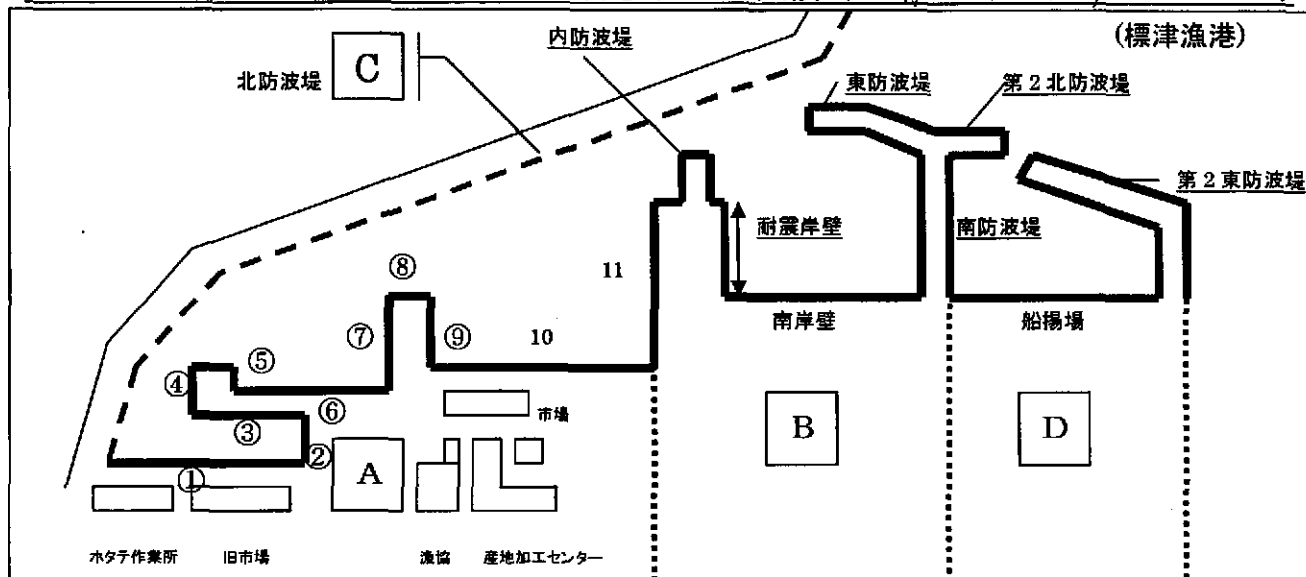 (標津漁港)
内防波堤
北防波堤
C
東防波堤
第2北防波堤
第2東防波堤
耐震岸壁
南防波堤
11
⑧
南岸壁
船揚場
⑦
⑨
10
⑤
④
⑥
市場
③
②
①
A
B
D
ホタテ作業所
旧市場
漁協
産地加工センター